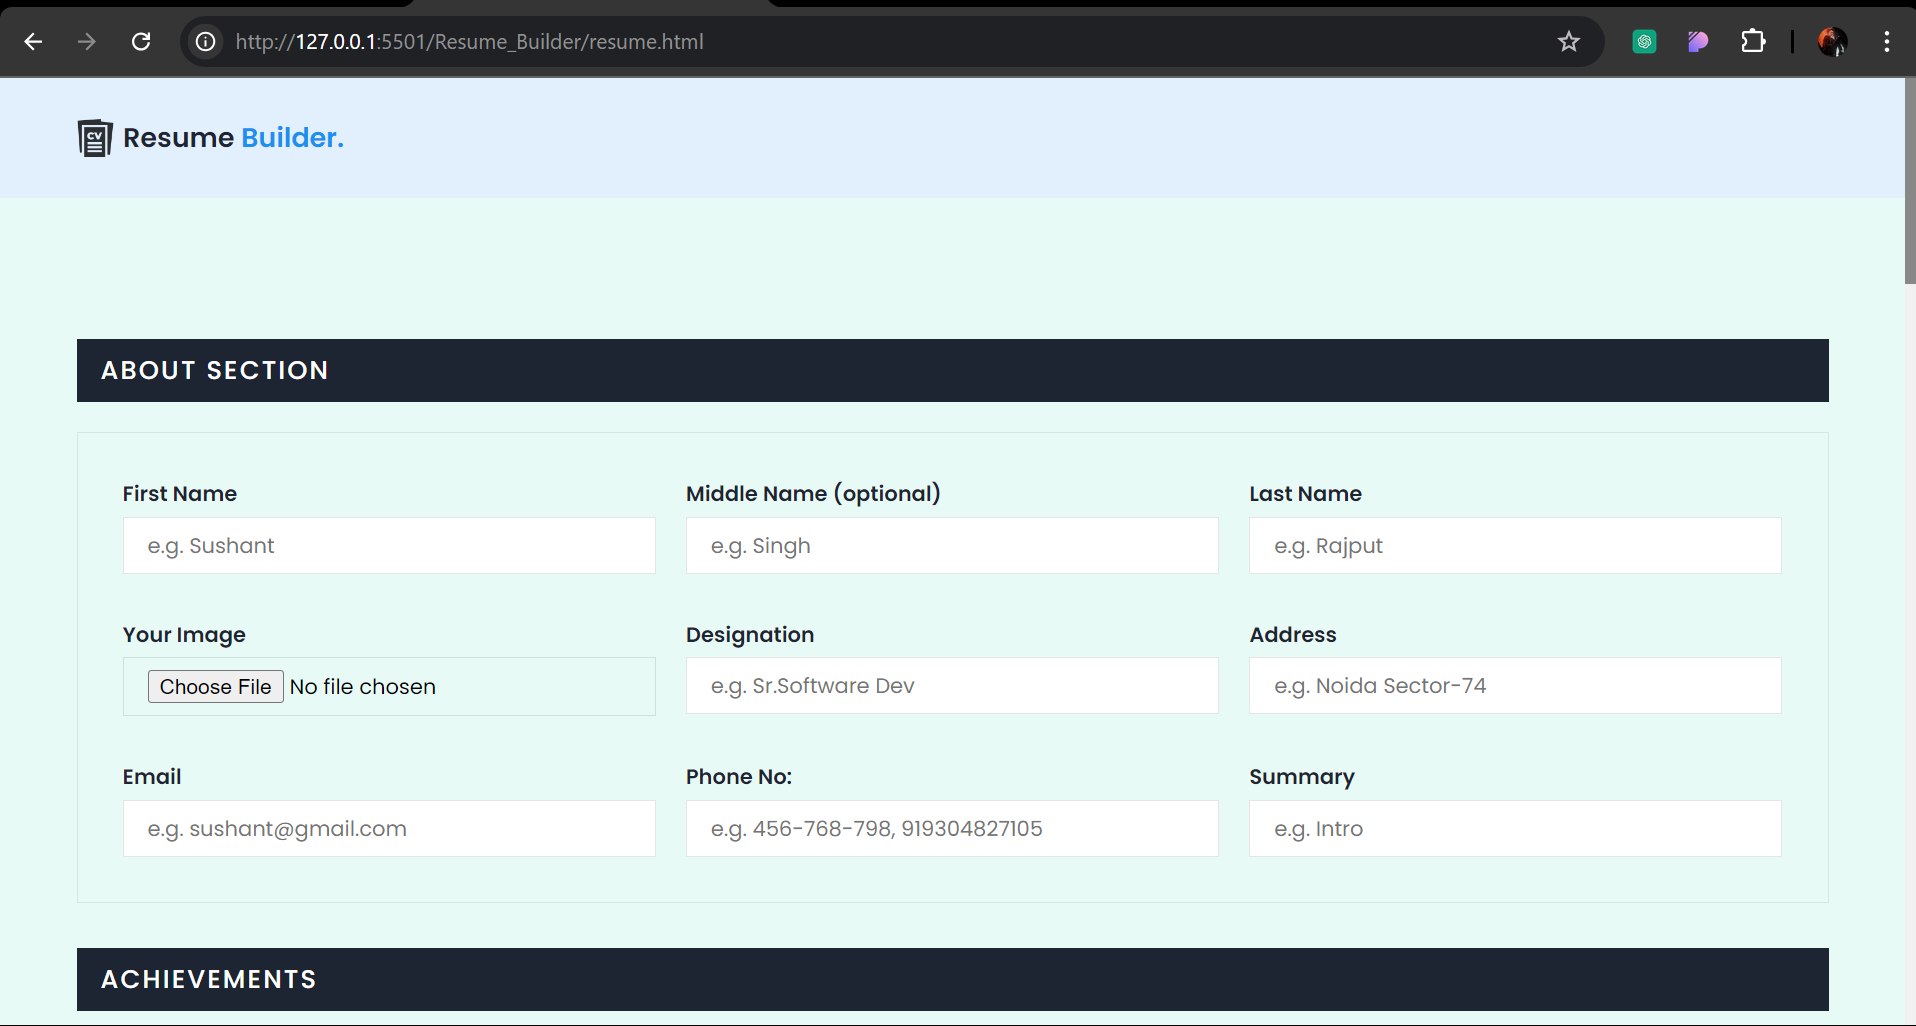 http://127.0.0.1:5501/Resume_Builder/resume.html
CV Resume Builder.
ABOUT SECTION
First Name Middle Name (optional) Last Name
e.g. Sushant e.g. Singh e.g. Rajput
Your Image Designation Address
Choose File No file chosen e.g. Sr.Software Dev e.g. Noida Sector-74
Email Phone No: Summary
e.g. sushant@gmail.com e.g. 456-768-798, 919304827105 e.g. Intro
ACHIEVEMENTS